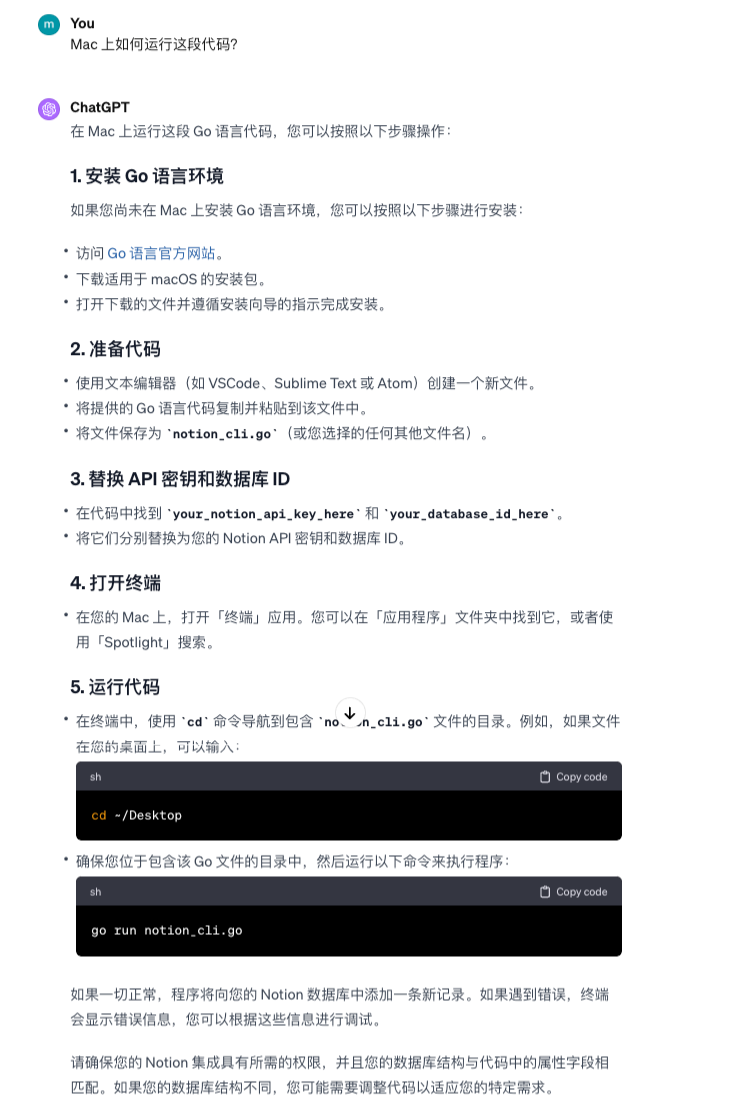 m
You
Mac 上如何运行这段代码?
ChatGPT
在 Mac 上运行这段 Go 语言代码，您可以按照以下步骤操作：
1. 安装 Go 语言环境
如果您尚未在 Mac 上安装 Go 语言环境，您可以按照以下步骤进行安装：
• 访问 Go 语言官方网站。
• 下载适用于 macOS 的安装包。
• 打开下载的文件并遵循安装向导的指示完成安装。
2. 准备代码
• 使用文本编辑器（如 VSCode、Sublime Text 或 Atom）创建一个新文件。
• 将提供的 Go 语言代码复制并粘贴到该文件中。
• 将文件保存为 `notion_cli.go`（或您选择的任何其他文件名）。
3. 替换 API 密钥和数据库 ID
• 在代码中找到 `your_notion_api_key_here` 和 `your_database_id_here`。
• 将它们分别替换为您的 Notion API 密钥和数据库 ID。
4. 打开终端
• 在您的 Mac 上，打开「终端」应用。您可以在「应用程序」文件夹中找到它，或者使
用「Spotlight」搜索。
5. 运行代码
• 在终端中，使用 `cd` 命令导航到包含 `notion_cli.go` 文件的目录。例如，如果文件
在您的桌面上，可以输入：
sh Copy code
cd ~/Desktop
• 确保您位于包含该 Go 文件的目录中，然后运行以下命令来执行程序：
sh Copy code
go run notion_cli.go
如果一切正常，程序将向您的 Notion 数据库中添加一条新记录。如果遇到错误，终端
会显示错误信息，您可以根据这些信息进行调试。
请确保您的 Notion 集成具有所需的权限，并且您的数据库结构与代码中的属性字段相
匹配。如果您的数据库结构不同，您可能需要调整代码以适应您的特定需求。